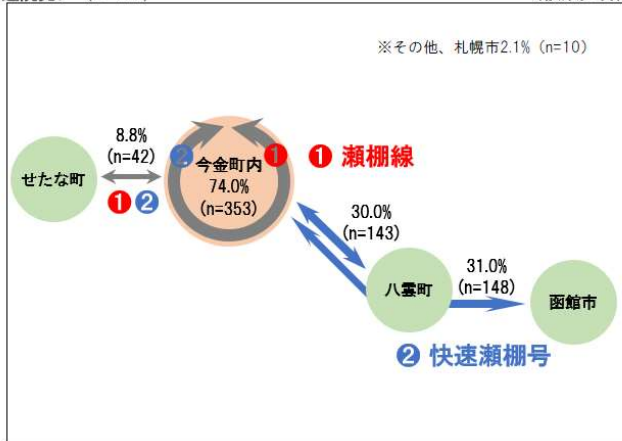 ※その他、札幌市2.1%（n=10）
8.8%
(n=42)
せたな町
❶❷
❷
今金町内
74.0%
(n=353)
❶
❶ 瀬棚線
30.0%
(n=143)
八雲町
31.0%
(n=148)
函館市
❷ 快速瀬棚号